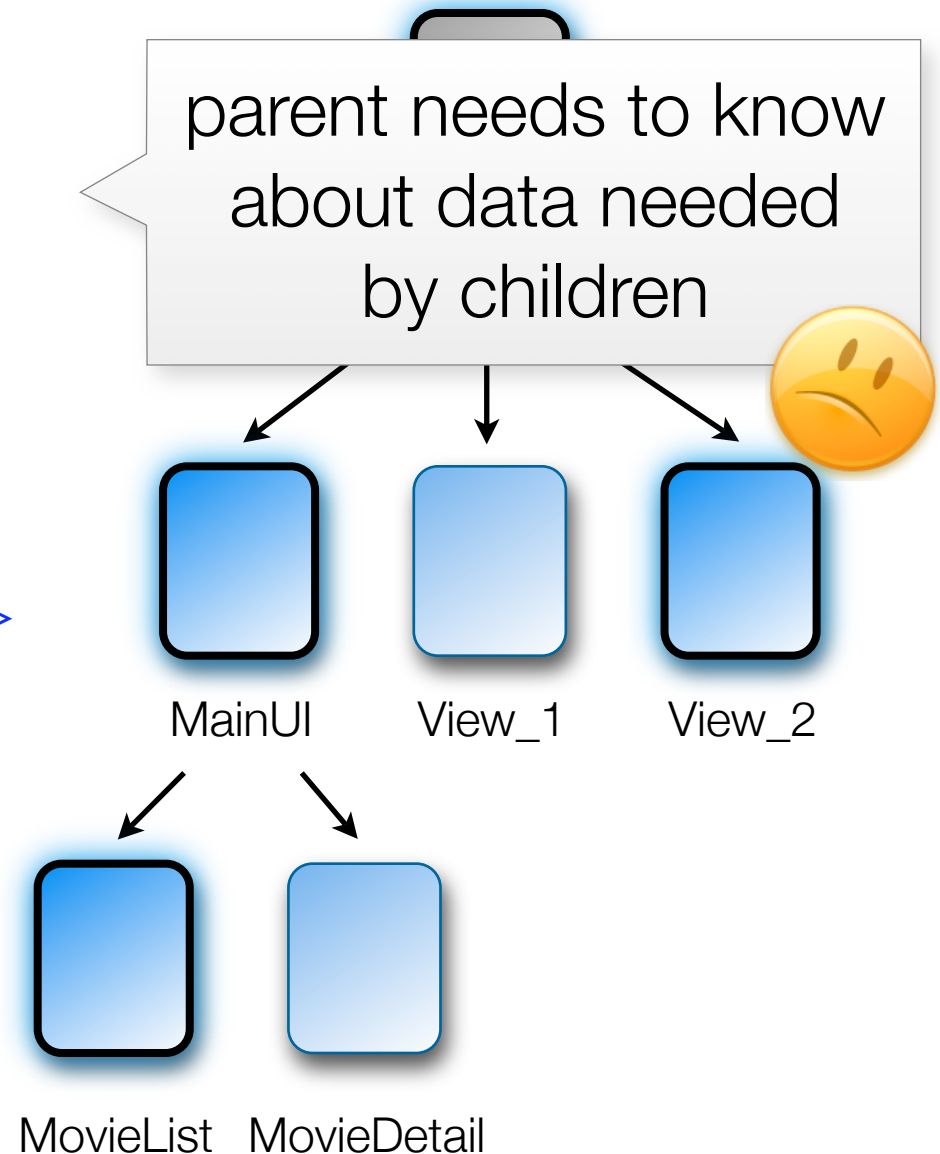 parent needs to know
about data needed
by children
>
MainUI View_1 View_2
MovieList MovieDetail